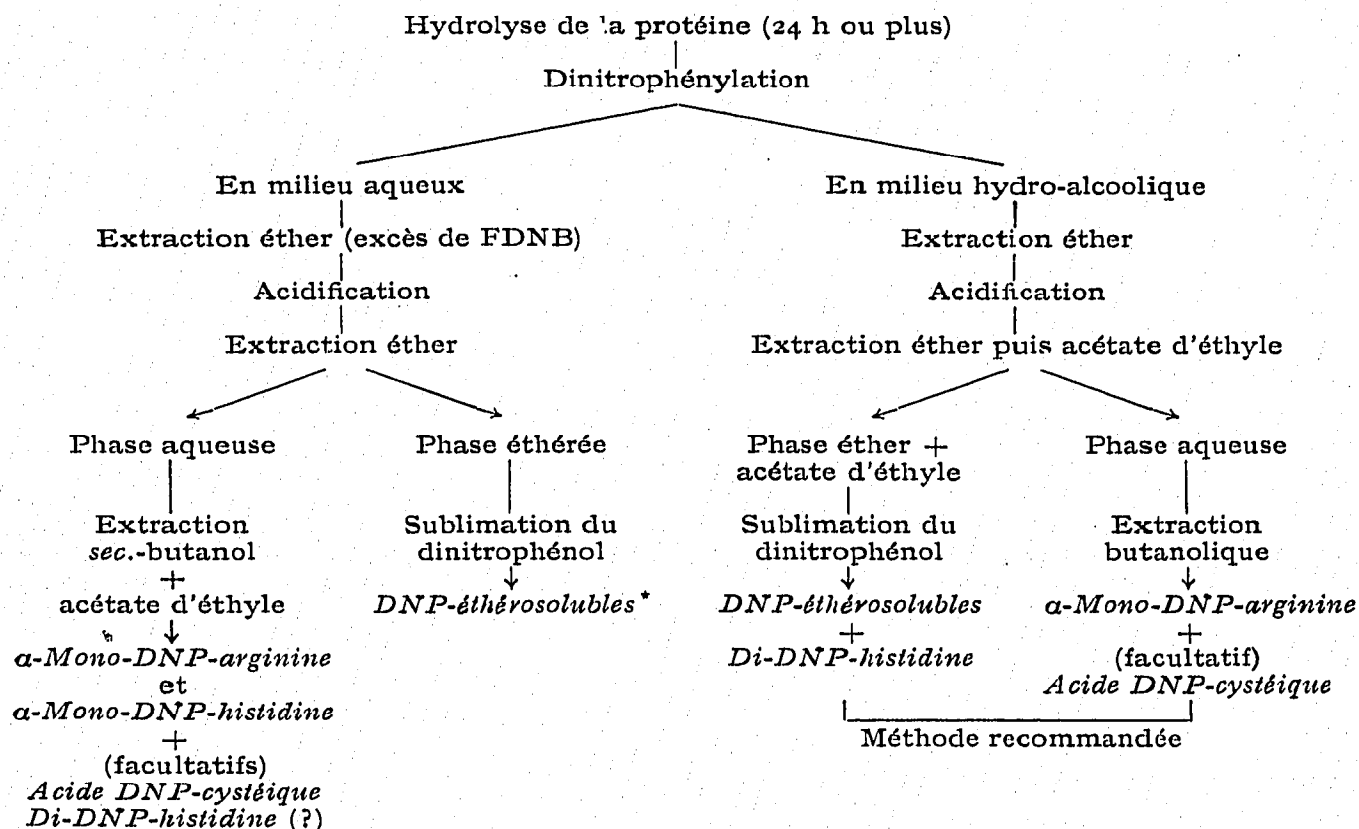 Hydrolyse de la protéine (24 h ou plus)
Dinitrophénylation
En milieu aqueux
Extraction éther (excès de FDNB)
Acidification
Extraction éther
Phase aqueuse
Extraction
sec.-butanol
+
acétate d'éthyle
α-Mono-DNP-arginine
et
α-Mono-DNP-histidine
+
(facultatifs)
Acide DNP-cystéique
Di-DNP-histidine (?)
Phase éthérée
Sublimation du
dinitrophénol
DNP-éthérosolubles*
En milieu hydro-alcoolique
Extraction éther
Acidification
Extraction éther puis acétate d'éthyle
Phase éther +
acétate d'éthyle
Sublimation du
dinitrophénol
DNP-éthérosolubles
+
Di-DNP-histidine
Phase aqueuse
Extraction
butanolique
α-Mono-DNP-arginine
+
(facultatif)
Acide DNP-cystéique
Méthode recommandée